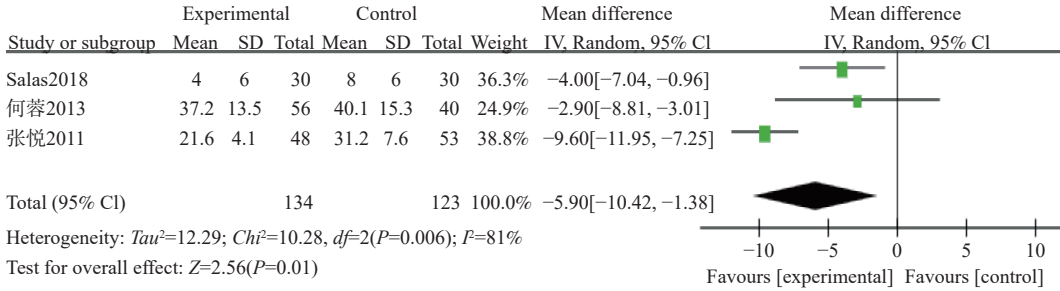 Experimental Control Mean difference Mean difference
Study or subgroup Mean SD Total Mean SD Total Weight IV, Random, 95% Cl IV, Random, 95% Cl
Salas2018 4 6 30 8 6 30 36.3% −4.00[−7.04, −0.96]
何蓉2013 37.2 13.5 56 40.1 15.3 40 24.9% −2.90[−8.81, −3.01]
张悦2011 21.6 4.1 48 31.2 7.6 53 38.8% −9.60[−11.95, −7.25]
Total (95% Cl) 134 123 100.0% −5.90[−10.42, −1.38]
Heterogeneity: Tau²=12.29; Chi²=10.28, df=2(P=0.006); I²=81%
−10 −5 0 5 10
Test for overall effect: Z=2.56(P=0.01)
Favours [experimental] Favours [control]